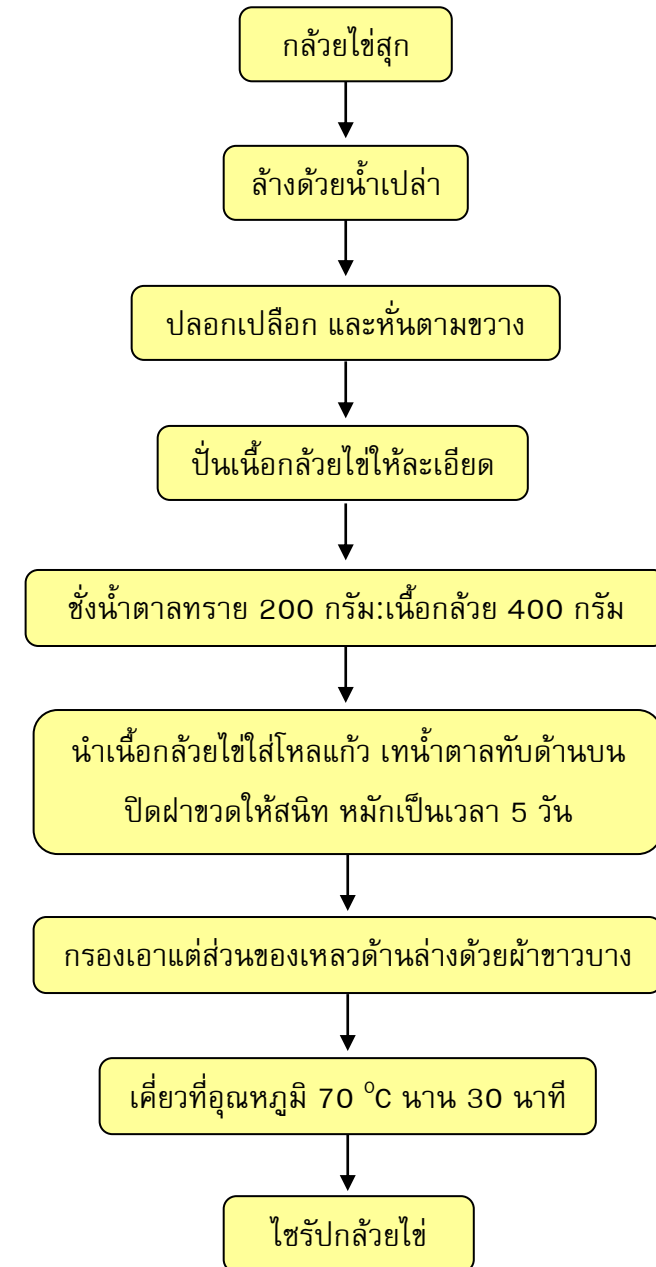 กล้วยไข่สุก
ล้างด้วยน้ำเปล่า
ปลอกเปลือก และหั่นตามขวาง
ปั่นเนื้อกล้วยไข่ให้ละเอียด
ชั่งน้ำตาลทราย 200 กรัม:เนื้อกล้วย 400 กรัม
นำเนื้อกล้วยไข่ใส่โหลแก้ว เทน้ำตาลทับด้านบน
ปิดฝาขวดให้สนิท หมักเป็นเวลา 5 วัน
กรองเอาแต่ส่วนของเหลวด้านล่างด้วยผ้าขาวบาง
เคี่ยวที่อุณหภูมิ 70 ⁰C นาน 30 นาที
ไซรัปกล้วยไข่